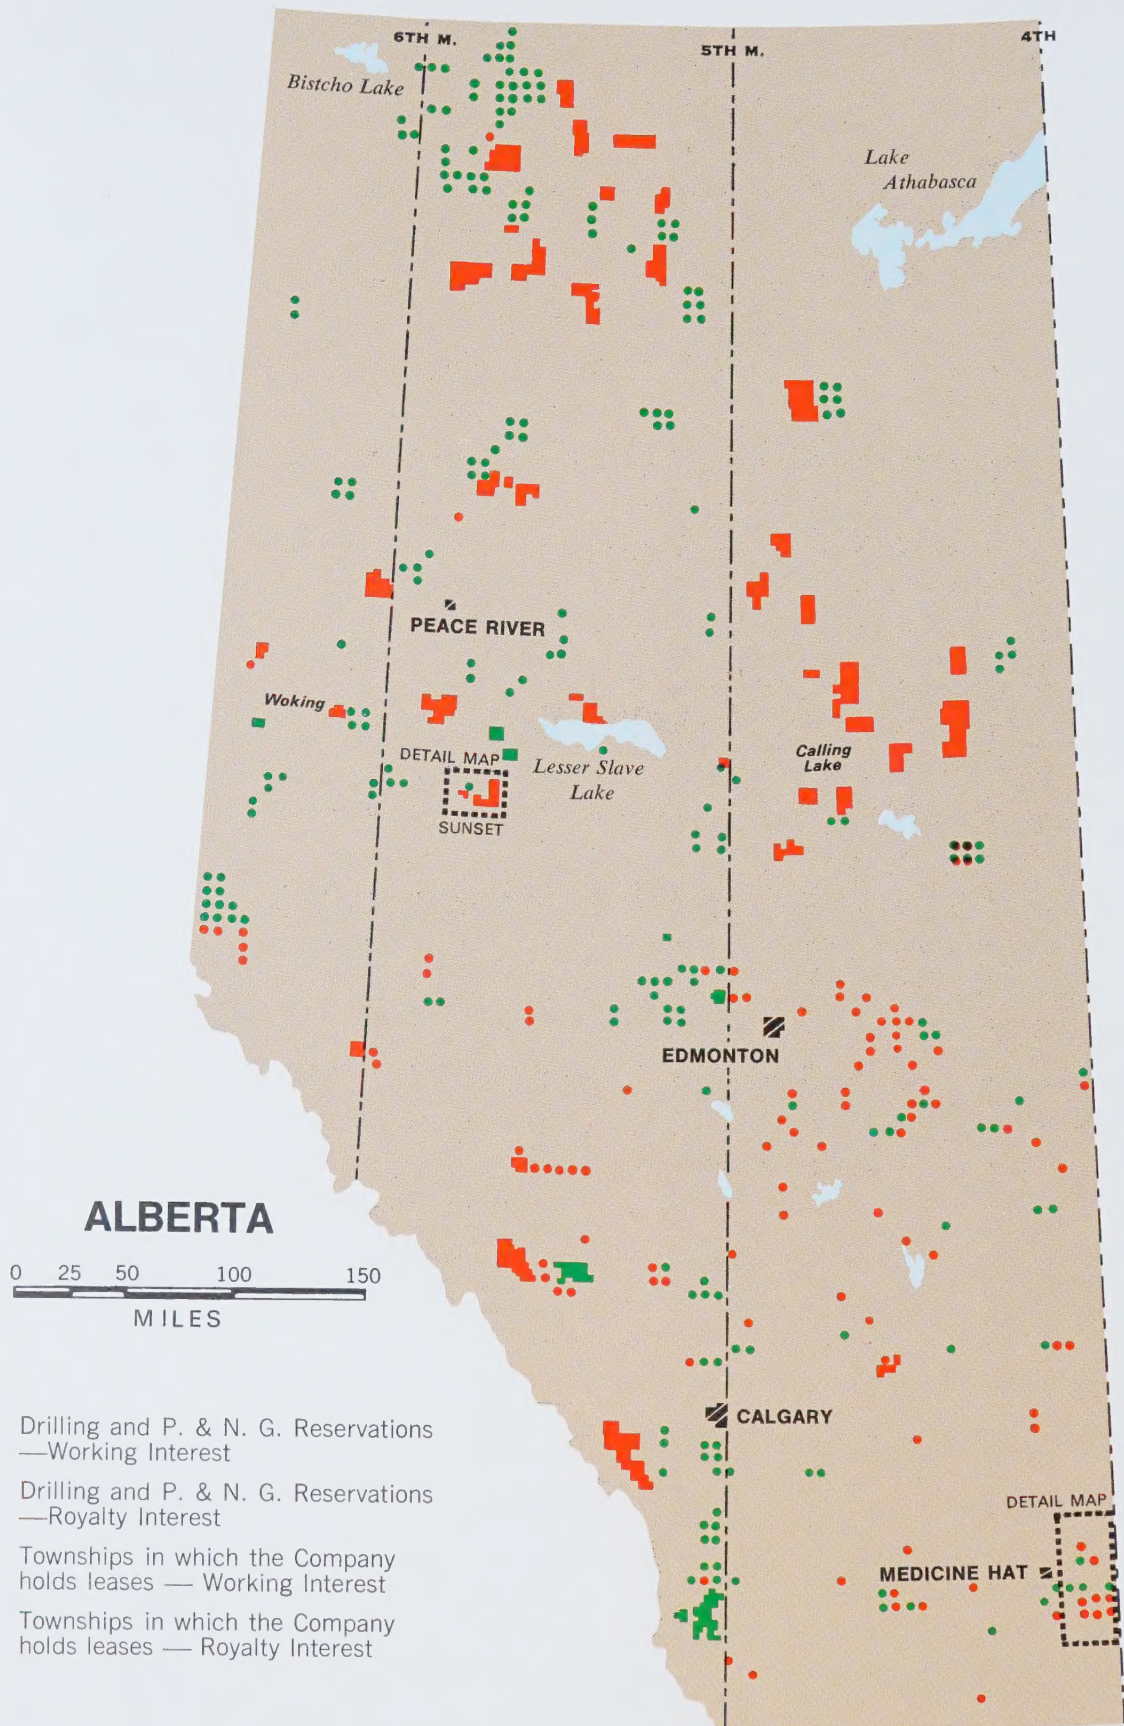 6TH M.
5TH M.
4TH
Bistcho Lake
Lake
Athabasca
PEACE RIVER
Woking
DETAIL MAP
Lesser Slave
Lake
SUNSET
Calling
Lake
EDMONTON
ALBERTA
0 25 50 100 150
MILES
CALGARY
Drilling and P. & N. G. Reservations
—Working Interest
Drilling and P. & N. G. Reservations
—Royalty Interest
Townships in which the Company
holds leases — Working Interest
Townships in which the Company
holds leases — Royalty Interest
DETAIL MAP
MEDICINE HAT